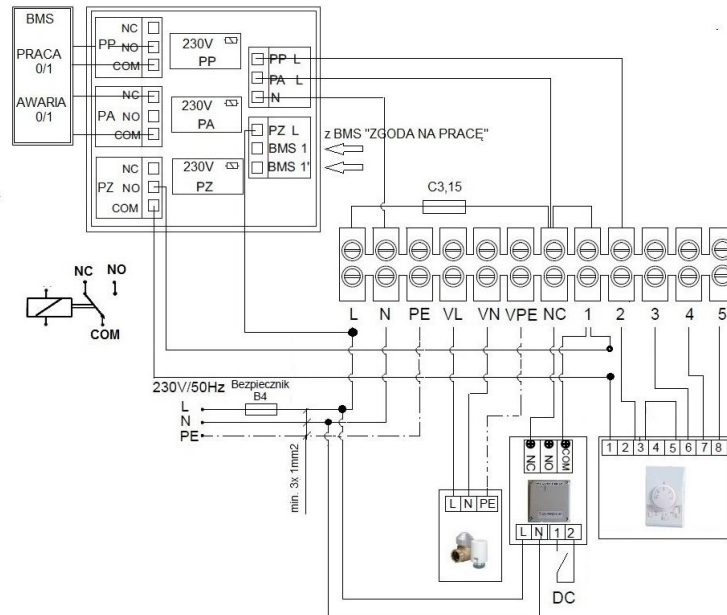 BMS
PRACA
0/1
AWARIA
0/1
NC
PP NO
COM
230V
PP
NC
PA NO
COM
230V
PA
NC
PZ NO
COM
230V
PZ
PP L
PA L
N
PZ L
BMS 1
BMS 1'
z BMS "ZGODA NA PRACĘ"
C3,15
NC NO
COM
L N PE VL VN VPE NC 1 2 3 4 5
230V/50Hz
Bezpiecznik
B4
L
N
PE
min. 3x 1mm2
L N PE
NC NO COM
L N 1 2
DC
1 2 3 4 5 6 7 8